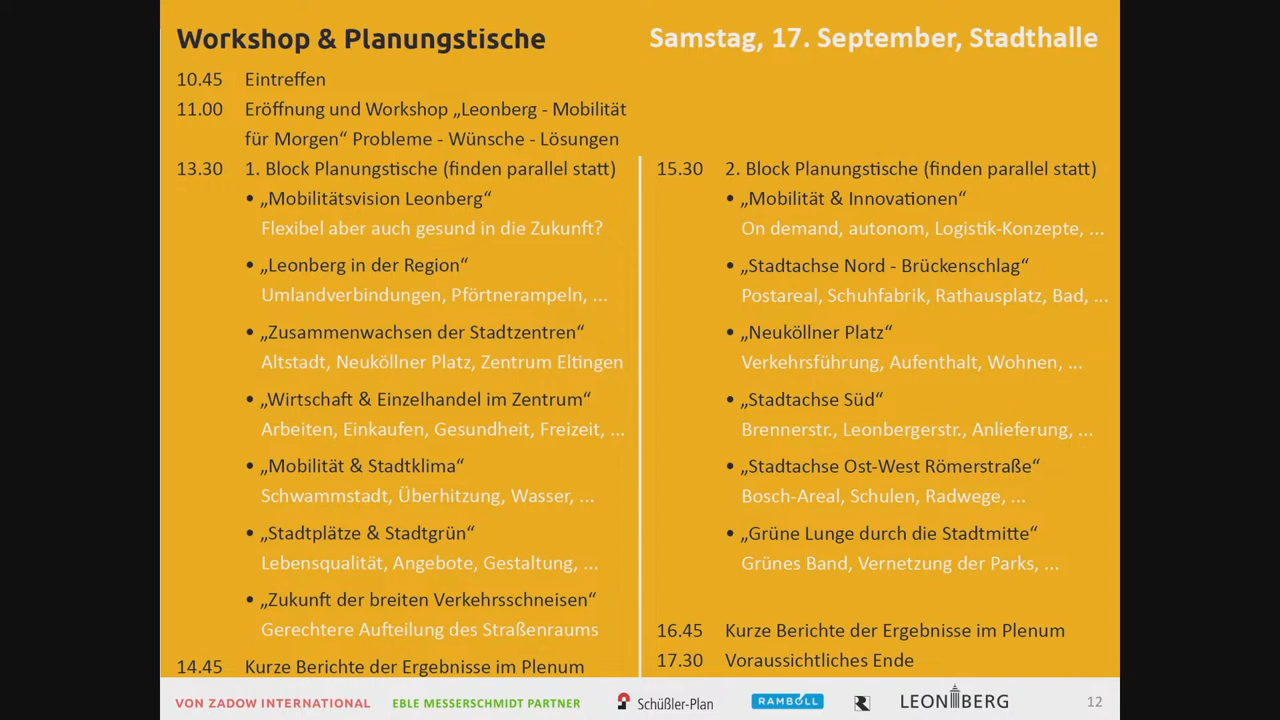 Workshop & Planungstische
Samstag, 17. September, Stadthalle
10.45 Eintreffen
11.00 Eröffnung und Workshop „Leonberg - Mobilität
für Morgen“ Probleme - Wünsche - Lösungen
13.30 1. Block Planungstische (finden parallel statt)
• „Mobilitätsvision Leonberg“
Flexibel aber auch gesund in die Zukunft?
• „Leonberg in der Region“
Umlandverbindungen, Pförtnerampeln, ...
• „Zusammenwachsen der Stadtzentren“
Altstadt, Neuköllner Platz, Zentrum Eltingen
• „Wirtschaft & Einzelhandel im Zentrum“
Arbeiten, Einkaufen, Gesundheit, Freizeit, ...
• „Mobilität & Stadtklima“
Schwammstadt, Überhitzung, Wasser, ...
• „Stadtplätze & Stadtgrün“
Lebensqualität, Angebote, Gestaltung, ...
• „Zukunft der breiten Verkehrsschneisen“
Gerechtere Aufteilung des Straßenraums
14.45 Kurze Berichte der Ergebnisse im Plenum
15.30 2. Block Planungstische (finden parallel statt)
• „Mobilität & Innovationen“
On demand, autonom, Logistik-Konzepte, ...
• „Stadtachse Nord - Brückenschlag“
Postareal, Schuhfabrik, Rathausplatz, Bad, ...
• „Neuköllner Platz“
Verkehrsführung, Aufenthalt, Wohnen, ...
• „Stadtachse Süd“
Brennerstr., Leonbergerstr., Anlieferung, ...
• „Stadtachse Ost-West Römerstraße“
Bosch-Areal, Schulen, Radwege, ...
• „Grüne Lunge durch die Stadtmitte“
Grünes Band, Vernetzung der Parks, ...
16.45 Kurze Berichte der Ergebnisse im Plenum
17.30 Voraussichtliches Ende
VON ZADOW INTERNATIONAL
EBLE MESSERSCHMIDT PARTNER
Schüßler-Plan
RAMBOLL
R
LEONBERG
12